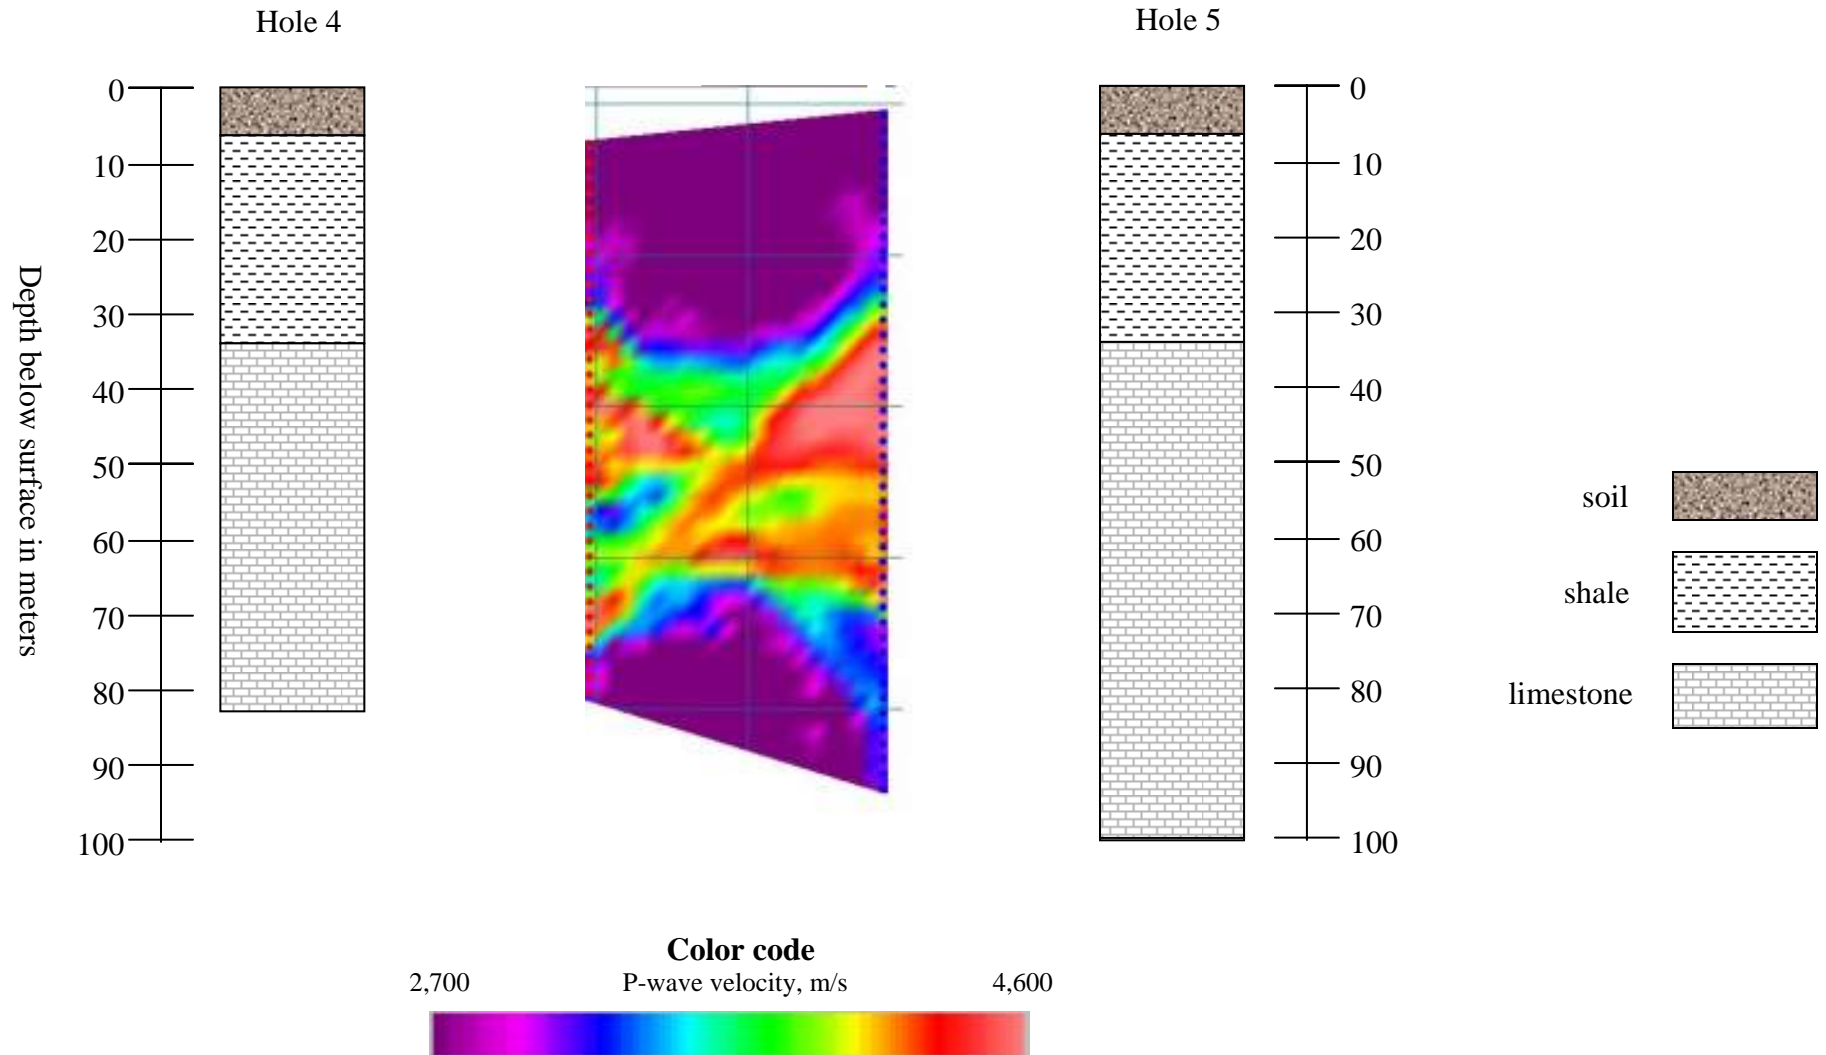 Hole 4
Hole 5
0
10
20
30
40
50
60
70
80
90
100
Depth below surface in meters
0
10
20
30
40
50
60
70
80
90
100
soil
shale
limestone
Color code
2,700 P-wave velocity, m/s 4,600